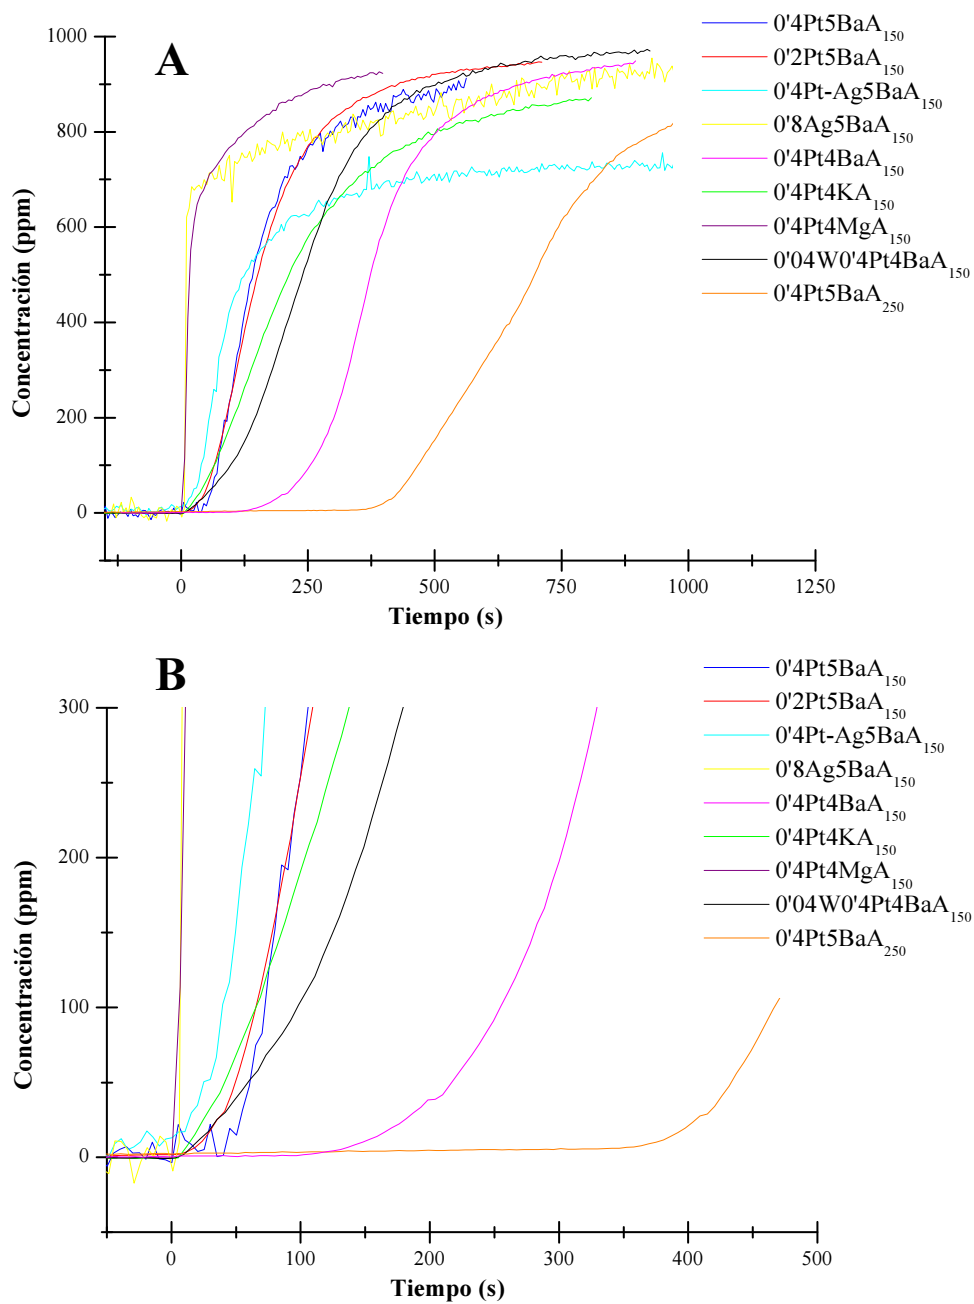 A
1000
800
600
400
200
0
Concentración (ppm)
0 250 500 750 1000 1250
Tiempo (s)
0'4Pt5BaA150
0'2Pt5BaA150
0'4Pt-Ag5BaA150
0'8Ag5BaA150
0'4Pt4BaA150
0'4Pt4KA150
0'4Pt4MgA150
0'04W0'4Pt4BaA150
0'4Pt5BaA250
B
300
200
100
0
Concentración (ppm)
0 100 200 300 400 500
Tiempo (s)
0'4Pt5BaA150
0'2Pt5BaA150
0'4Pt-Ag5BaA150
0'8Ag5BaA150
0'4Pt4BaA150
0'4Pt4KA150
0'4Pt4MgA150
0'04W0'4Pt4BaA150
0'4Pt5BaA250